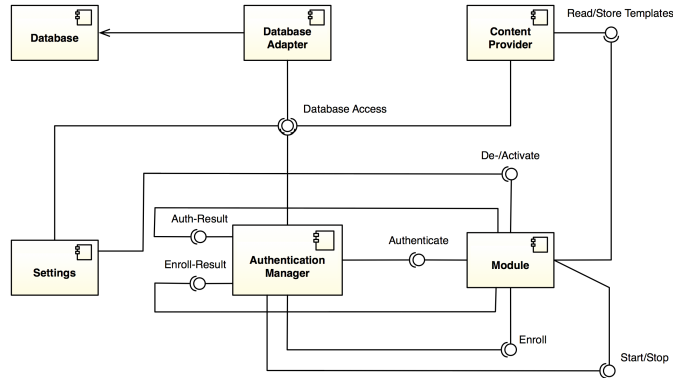 Read/Store Templates
Database
Database
Adapter
Content
Provider
Database Access
De-/Activate
Auth-Result
Authenticate
Enroll-Result
Settings
Authentication
Manager
Module
Enroll
Start/Stop